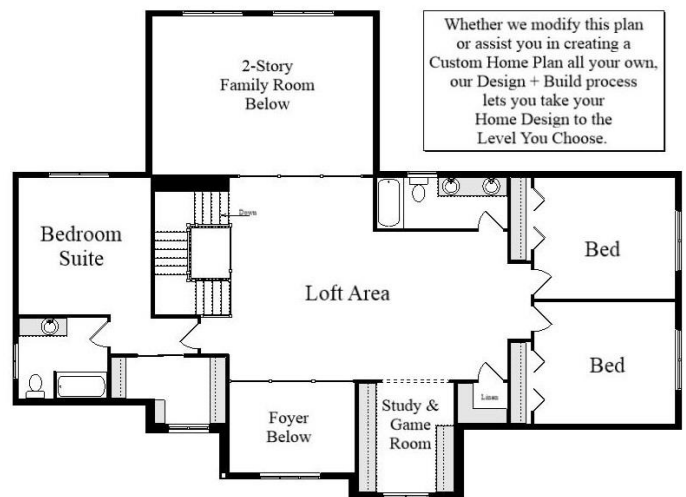 Whether we modify this plan
or assist you in creating a
Custom Home Plan all your own,
our Design + Build process
lets you take your
Home Design to the
Level You Choose.
2-Story
Family Room
Below
Bedroom
Suite
Down
Loft Area
Bed
Bed
Linen
Foyer
Below
Study &
Game
Room